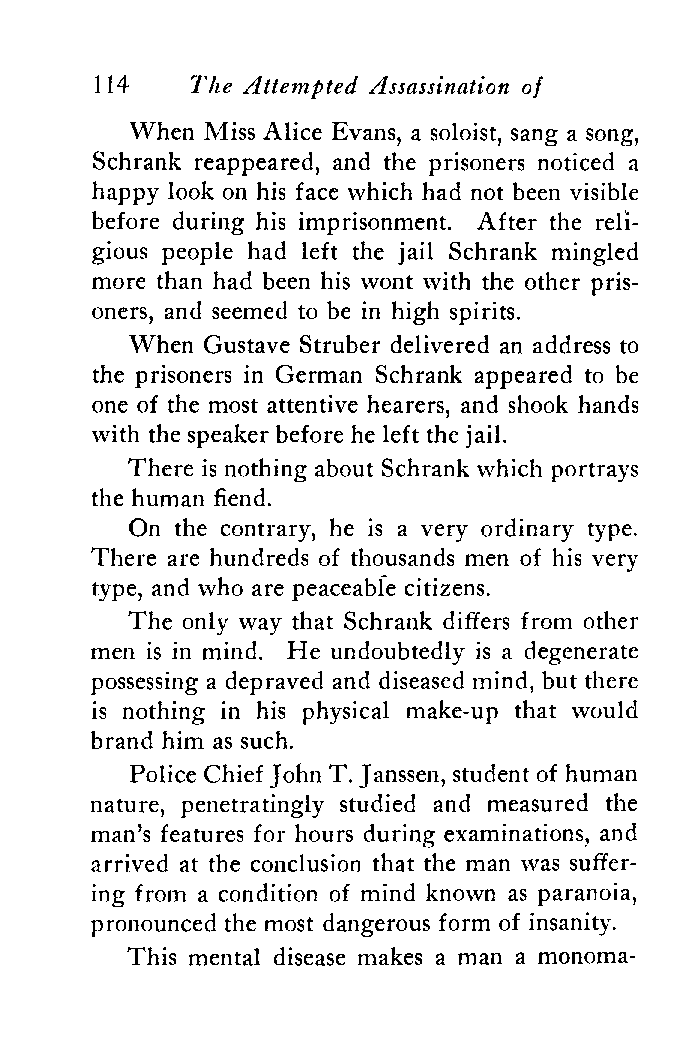 114 The Attempted Assassination of
When Miss Alice Evans, a soloist, sang a song,
Schrank reappeared, and the prisoners noticed a
happy look on his face which had not been visible
before during his imprisonment. After the reli-
gious people had left the jail Schrank mingled
more than had been his wont with the other pris-
oners, and seemed to be in high spirits.
When Gustave Struber delivered an address to
the prisoners in German Schrank appeared to be
one of the most attentive hearers, and shook hands
with the speaker before he left the jail.
There is nothing about Schrank which portrays
the human fiend.
On the contrary, he is a very ordinary type.
There are hundreds of thousands men of his very
type, and who are peaceable citizens.
The only way that Schrank differs from other
men is in mind. He undoubtedly is a degenerate
possessing a depraved and diseased mind, but there
is nothing in his physical make-up that would
brand him as such.
Police Chief John T. Janssen, student of human
nature, penetratingly studied and measured the
man's features for hours during examinations, and
arrived at the conclusion that the man was suffer-
ing from a condition of mind known as paranoia,
pronounced the most dangerous form of insanity.
This mental disease makes a man a monoma-